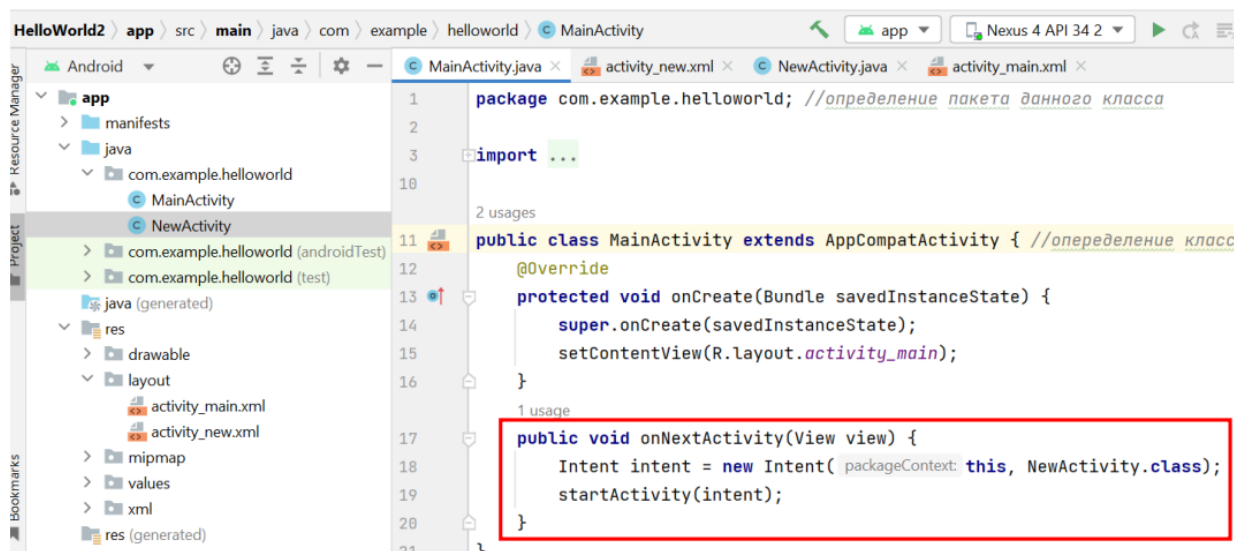 HelloWorld2 〉 app 〉 src 〉 main 〉 java 〉 com 〉 example 〉 helloworld 〉 C MainActivity
app
Nexus 4 API 34 2
Resource Manager
Project
Bookmarks
Android
app
manifests
java
com.example.helloworld
C MainActivity
C NewActivity
com.example.helloworld (androidTest)
com.example.helloworld (test)
java (generated)
res
drawable
layout
activity_main.xml
activity_new.xml
mipmap
values
xml
res (generated)
C MainActivity.java × activity_new.xml × C NewActivity.java × activity_main.xml ×
1 package com.example.helloworld; //определение пакета данного класса
2
3 import ...
10
2 usages
11 public class MainActivity extends AppCompatActivity { //опеределение класс
12 @Override
13 protected void onCreate(Bundle savedInstanceState) {
14 super.onCreate(savedInstanceState);
15 setContentView(R.layout.activity_main);
16 }
1 usage
17 public void onNextActivity(View view) {
18 Intent intent = new Intent( packageContext: this, NewActivity.class);
19 startActivity(intent);
20 }
21 }